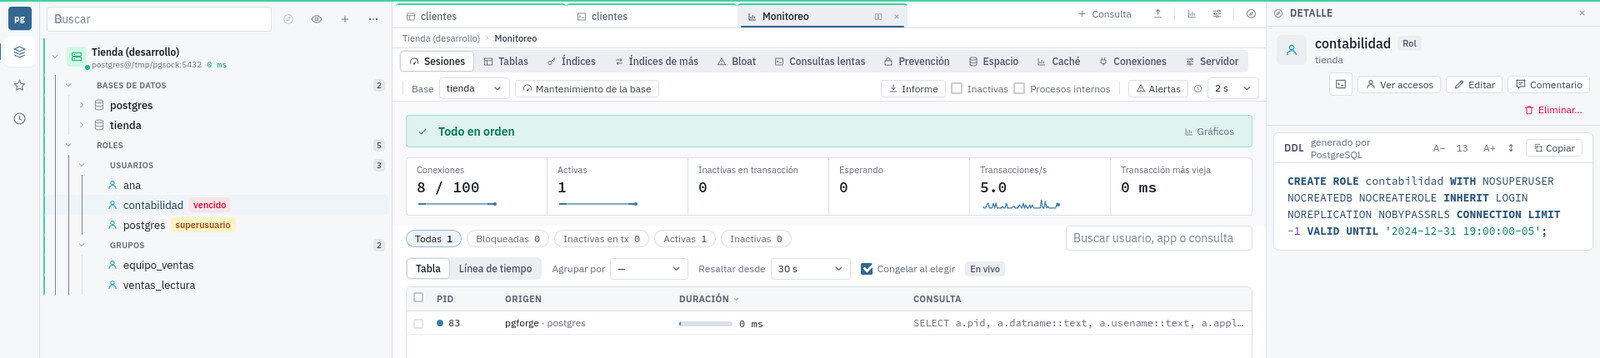 pg
Buscar
Tienda (desarrollo)
postgres@/tmp/pgsock:5432 0 ms
BASES DE DATOS 2
postgres
tienda
ROLES 5
USUARIOS 3
ana
contabilidad vencido
postgres superusuario
GRUPOS 2
equipo_ventas
ventas_lectura
clientes
clientes
Monitoreo
Consulta
Tienda (desarrollo) › Monitoreo
Sesiones Tablas Índices Índices de más Bloat Consultas lentas Prevención Espacio Caché Conexiones Servidor
Base tienda Mantenimiento de la base Informe Inactivas Procesos internos Alertas 2 s
Todo en orden Gráficos
Conexiones Activas Inactivas en transacción Esperando Transacciones/s Transacción más vieja
8 / 100 1 0 0 5.0 0 ms
Todas 1 Bloqueadas 0 Inactivas en tx 0 Activas 1 Inactivas 0 Buscar usuario, app o consulta
Tabla Línea de tiempo Agrupar por — Resaltar desde 30 s Congelar al elegir En vivo
PID ORIGEN DURACIÓN CONSULTA
83 pgforge · postgres 0 ms SELECT a.pid, a.datname::text, a.usename::text, a.appl…
DETALLE
contabilidad Rol
tienda
Ver accesos Editar Comentario
Eliminar...
DDL generado por PostgreSQL A− 13 A+ Copiar
CREATE ROLE contabilidad WITH NOSUPERUSER
NOCREATEDB NOCREATEROLE INHERIT LOGIN
NOREPLICATION NOBYPASSRLS CONNECTION LIMIT
-1 VALID UNTIL '2024-12-31 19:00:00-05';